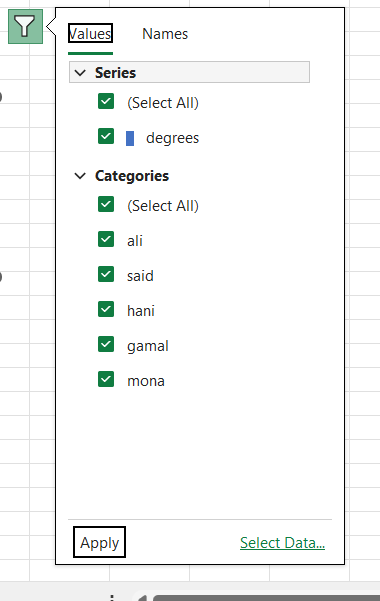 Values Names
Series
(Select All)
degrees
Categories
(Select All)
ali
said
hani
gamal
mona
Apply Select Data...